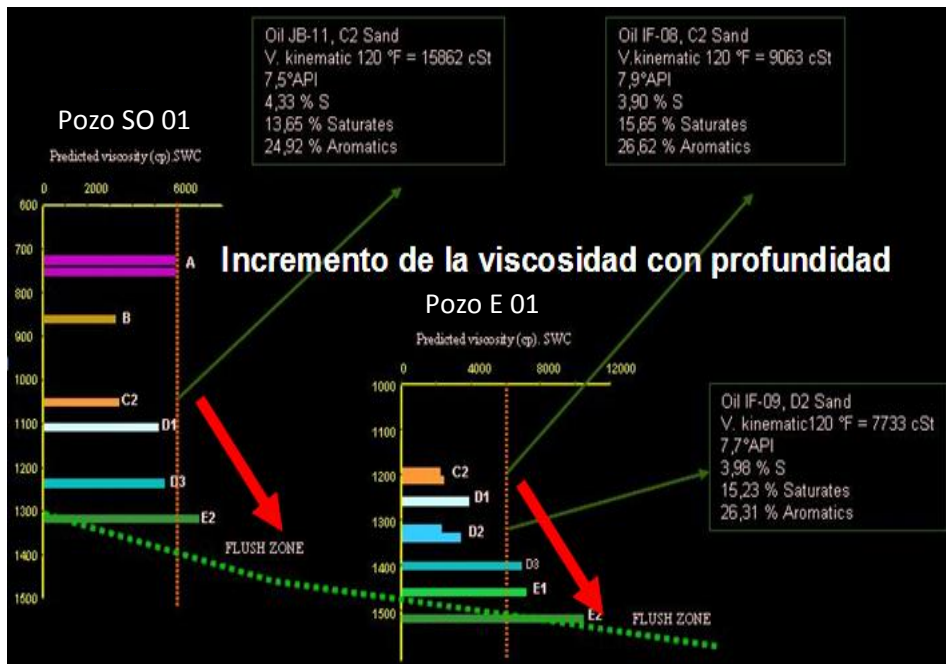 Oil JB-11, C2 Sand
V. kinematic 120 °F = 15862 cSt
7,5°API
4,33 % S
13,65 % Saturates
24,92 % Aromatics
Oil IF-08, C2 Sand
V.kinematic 120 °F = 9063 cSt
7,9°API
3,90 % S
15,65 % Saturates
26,62 % Aromatics
Pozo SO 01
Predicted viscosity (cp).SWC
0 2000 6000
600
700
800
900
1000
1100
1200
1300
1400
1500
A
B
C2
D1
D3
E2
FLUSH ZONE
Incremento de la viscosidad con profundidad
Pozo E 01
Predicted viscosity (cp). SWC
0 4000 8000 12000
1000
1100
1200
1300
1400
1500
C2
D1
D2
D3
E1
E2
FLUSH ZONE
Oil IF-09, D2 Sand
V. kinematic120 °F = 7733 cSt
7,7°API
3,98 % S
15,23 % Saturates
26,31 % Aromatics